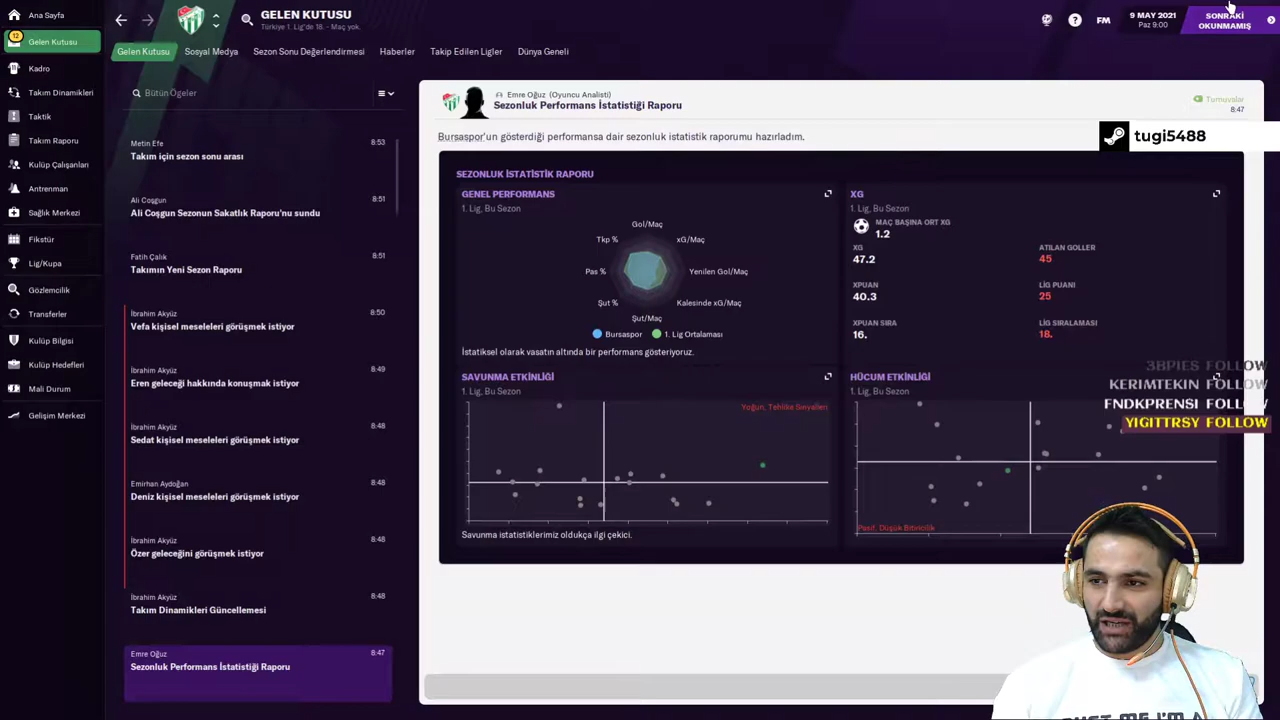 Ana Sayfa
12
Gelen Kutusu
Kadro
Takım Dinamikleri
Taktik
Takım Raporu
Kulüp Çalışanları
Antrenman
Sağlık Merkezi
Fikstür
Lig/Kupa
Gözlemcilik
Transferler
Kulüp Bilgisi
Kulüp Hedefleri
Mali Durum
Gelişim Merkezi
GELEN KUTUSU
Türkiye 1. Lig'de 18. - Maç yok.
FM
9 MAY 2021
Paz 9:00
SONRAKİ
OKUNMAMIŞ
Gelen Kutusu
Sosyal Medya
Sezon Sonu Değerlendirmesi
Haberler
Takip Edilen Ligler
Dünya Geneli
Bütün Ögeler
Metin Efe 8:53
Takım için sezon sonu arası
Ali Coşgun 8:51
Ali Coşgun Sezonun Sakatlık Raporu'nu sundu
Fatih Çalık 8:51
Takımın Yeni Sezon Raporu
İbrahim Akyüz 8:50
Vefa kişisel meseleleri görüşmek istiyor
İbrahim Akyüz 8:49
Eren geleceği hakkında konuşmak istiyor
İbrahim Akyüz 8:48
Sedat kişisel meseleleri görüşmek istiyor
Emirhan Aydoğan 8:48
Deniz kişisel meseleleri görüşmek istiyor
İbrahim Akyüz 8:48
Özer geleceğini görüşmek istiyor
İbrahim Akyüz 8:48
Takım Dinamikleri Güncellemesi
Emre Oğuz 8:47
Sezonluk Performans İstatistiği Raporu
Emre Oğuz (Oyuncu Analisti)
Sezonluk Performans İstatistiği Raporu
Turnuvalar
8:47
Bursaspor'un gösterdiği performansa dair sezonluk istatistik raporumu hazırladım.
tugi5488
SEZONLUK İSTATİSTİK RAPORU
GENEL PERFORMANS
1. Lig, Bu Sezon
Gol/Maç
Tkp %
xG/Maç
Pas %
Yenilen Gol/Maç
Şut %
Kalesinde xG/Maç
Şut/Maç
Bursaspor
1. Lig Ortalaması
İstatiksel olarak vasatın altında bir performans gösteriyoruz.
XG
1. Lig, Bu Sezon
MAÇ BAŞINA ORT XG
1.2
XG
47.2
ATILAN GOLLER
45
XPUAN
40.3
LİG PUANI
25
XPUAN SIRA
16.
LİG SIRALAMASI
18.
SAVUNMA ETKİNLİĞİ
1. Lig, Bu Sezon
Yoğun, Tehlike Sinyalleri
Savunma istatistiklerimiz oldukça ilgi çekici.
HÜCUM ETKİNLİĞİ
1. Lig, Bu Sezon
Pasif, Düşük Bitiricilik
3BPIES FOLLOW
KERIMTEKIN FOLLOW
FNDKPRENSI FOLLOW
YIGITTRSY FOLLOW